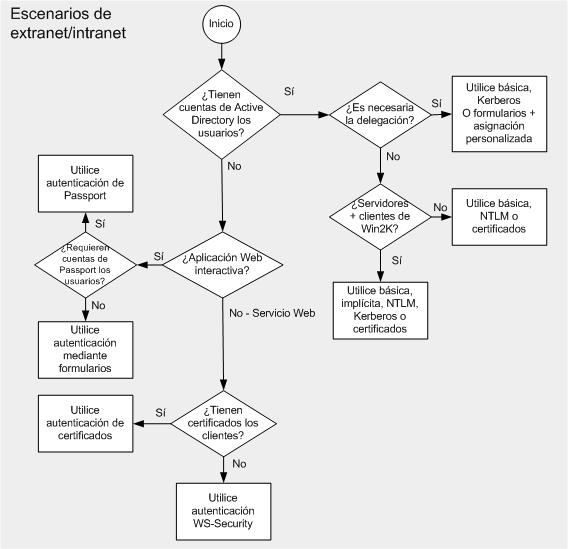 Escenarios de
extranet/intranet
Inicio
¿Tienen
cuentas de Active
Directory los
usuarios?
Sí
¿Es necesaria
la delegación?
Sí
Utilice básica,
Kerberos
O formularios +
asignación
personalizada
No
¿Servidores
+ clientes de
Win2K?
No
Utilice básica,
NTLM o
certificados
Sí
Utilice básica,
implícita, NTLM,
Kerberos o
certificados
No
¿Aplicación Web
interactiva?
Sí
¿Requieren
cuentas de
Passport los
usuarios?
Sí
Utilice
autenticación de
Passport
No
Utilice
autenticación
mediante
formularios
No - Servicio Web
¿Tienen
certificados los
clientes?
Sí
Utilice
autenticación de
certificados
No
Utilice
autenticación
WS-Security